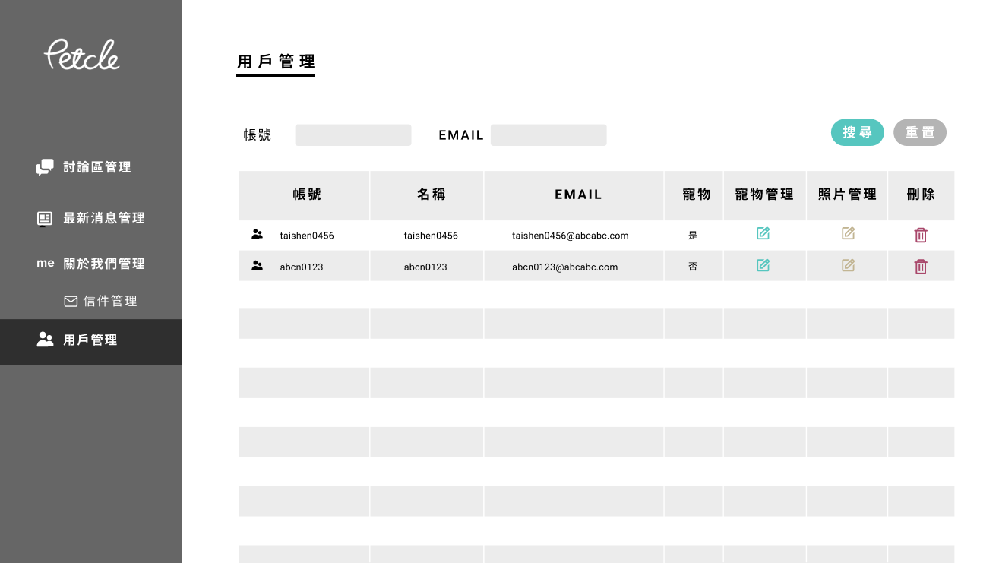 Petcle
討論區管理
最新消息管理
me 關於我們管理
信件管理
用戶管理
用戶管理
帳號 EMAIL 搜尋 重置
帳號 名稱 EMAIL 寵物 寵物管理 照片管理 刪除
taishen0456 taishen0456 taishen0456@abcabc.com 是
abcn0123 abcn0123 abcn0123@abcabc.com 否